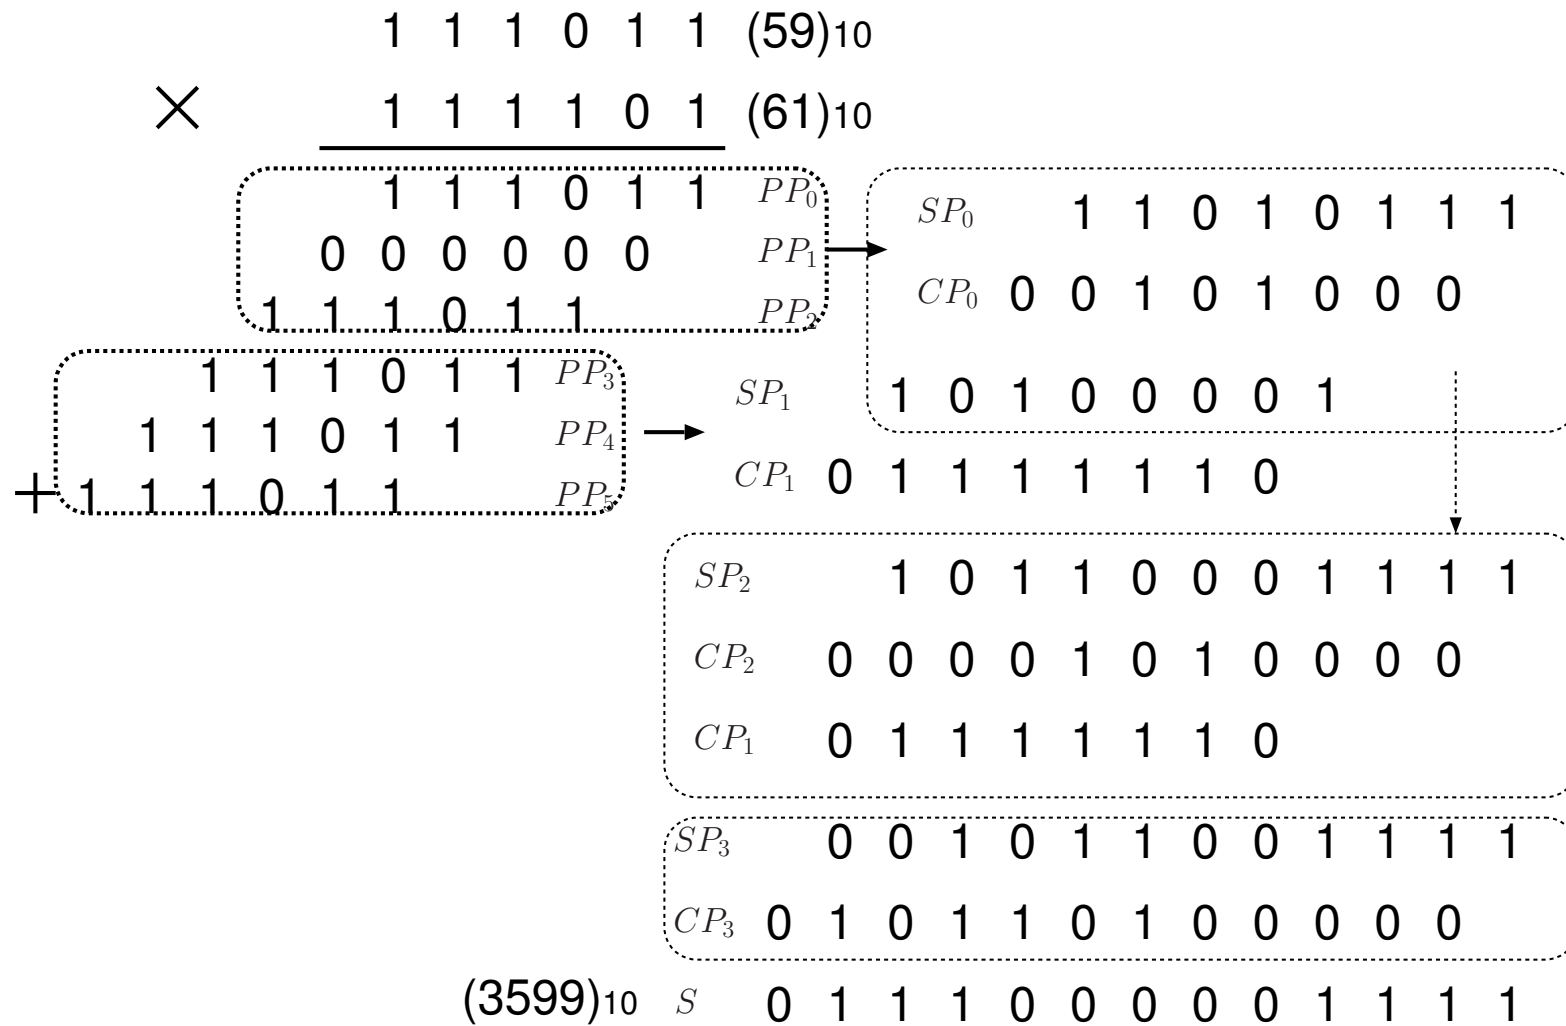 1 1 1 0 1 1 (59)10
× 1 1 1 1 0 1 (61)10
1 1 1 0 1 1 PP0
0 0 0 0 0 0 PP1
1 1 1 0 1 1 PP2
SP0 1 1 0 1 0 1 1 1
CP0 0 0 1 0 1 0 0 0
1 1 1 0 1 1 PP3
1 1 1 0 1 1 PP4
+ 1 1 1 0 1 1 PP5
SP1 1 0 1 0 0 0 0 1
CP1 0 1 1 1 1 1 1 0
SP2 1 0 1 1 0 0 0 1 1 1 1
CP2 0 0 0 0 1 0 1 0 0 0 0
CP1 0 1 1 1 1 1 1 0
SP3 0 0 1 0 1 1 0 0 1 1 1 1
CP3 0 1 0 1 1 0 1 0 0 0 0 0
(3599)10 S 0 1 1 1 0 0 0 0 0 1 1 1 1